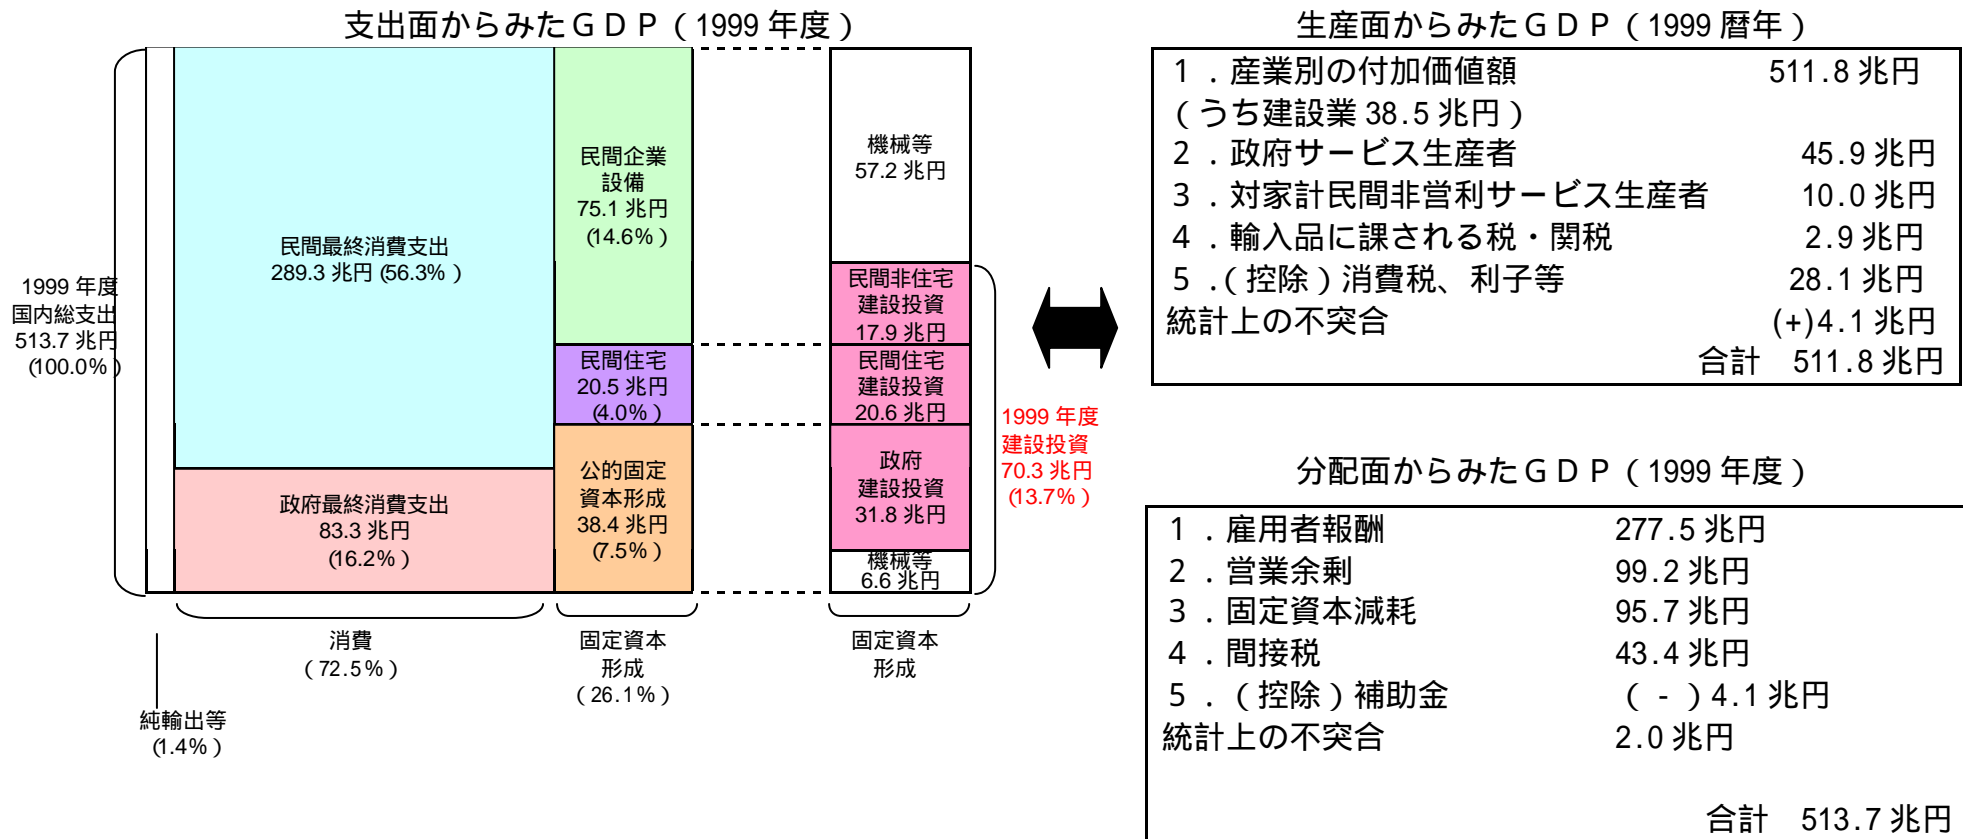 支出面からみたＧＤＰ（1999 年度）
1999 年度
国内総支出
513.7 兆円
(100.0%）
民間最終消費支出
289.3 兆円 (56.3%）
政府最終消費支出
83.3 兆円
(16.2%）
民間企業
設備
75.1 兆円
(14.6%）
民間住宅
20.5 兆円
(4.0%）
公的固定
資本形成
38.4 兆円
(7.5%）
機械等
57.2 兆円
民間非住宅
建設投資
17.9 兆円
民間住宅
建設投資
20.6 兆円
政府
建設投資
31.8 兆円
機械等
6.6 兆円
1999 年度
建設投資
70.3 兆円
(13.7%）
消費
（72.5%）
固定資本
形成
（26.1%）
固定資本
形成
純輸出等
(1.4%）
生産面からみたＧＤＰ（1999 暦年）
１．産業別の付加価値額 511.8 兆円
（うち建設業 38.5 兆円）
２．政府サービス生産者 45.9 兆円
３．対家計民間非営利サービス生産者 10.0 兆円
４．輸入品に課される税・関税 2.9 兆円
５.（控除）消費税、利子等 28.1 兆円
統計上の不突合 (+)4.1 兆円
合計 511.8 兆円
分配面からみたＧＤＰ（1999 年度）
１．雇用者報酬 277.5 兆円
２．営業余剰 99.2 兆円
３．固定資本減耗 95.7 兆円
４．間接税 43.4 兆円
５．（控除）補助金 （ - ）4.1 兆円
統計上の不突合 2.0 兆円
合計 513.7 兆円